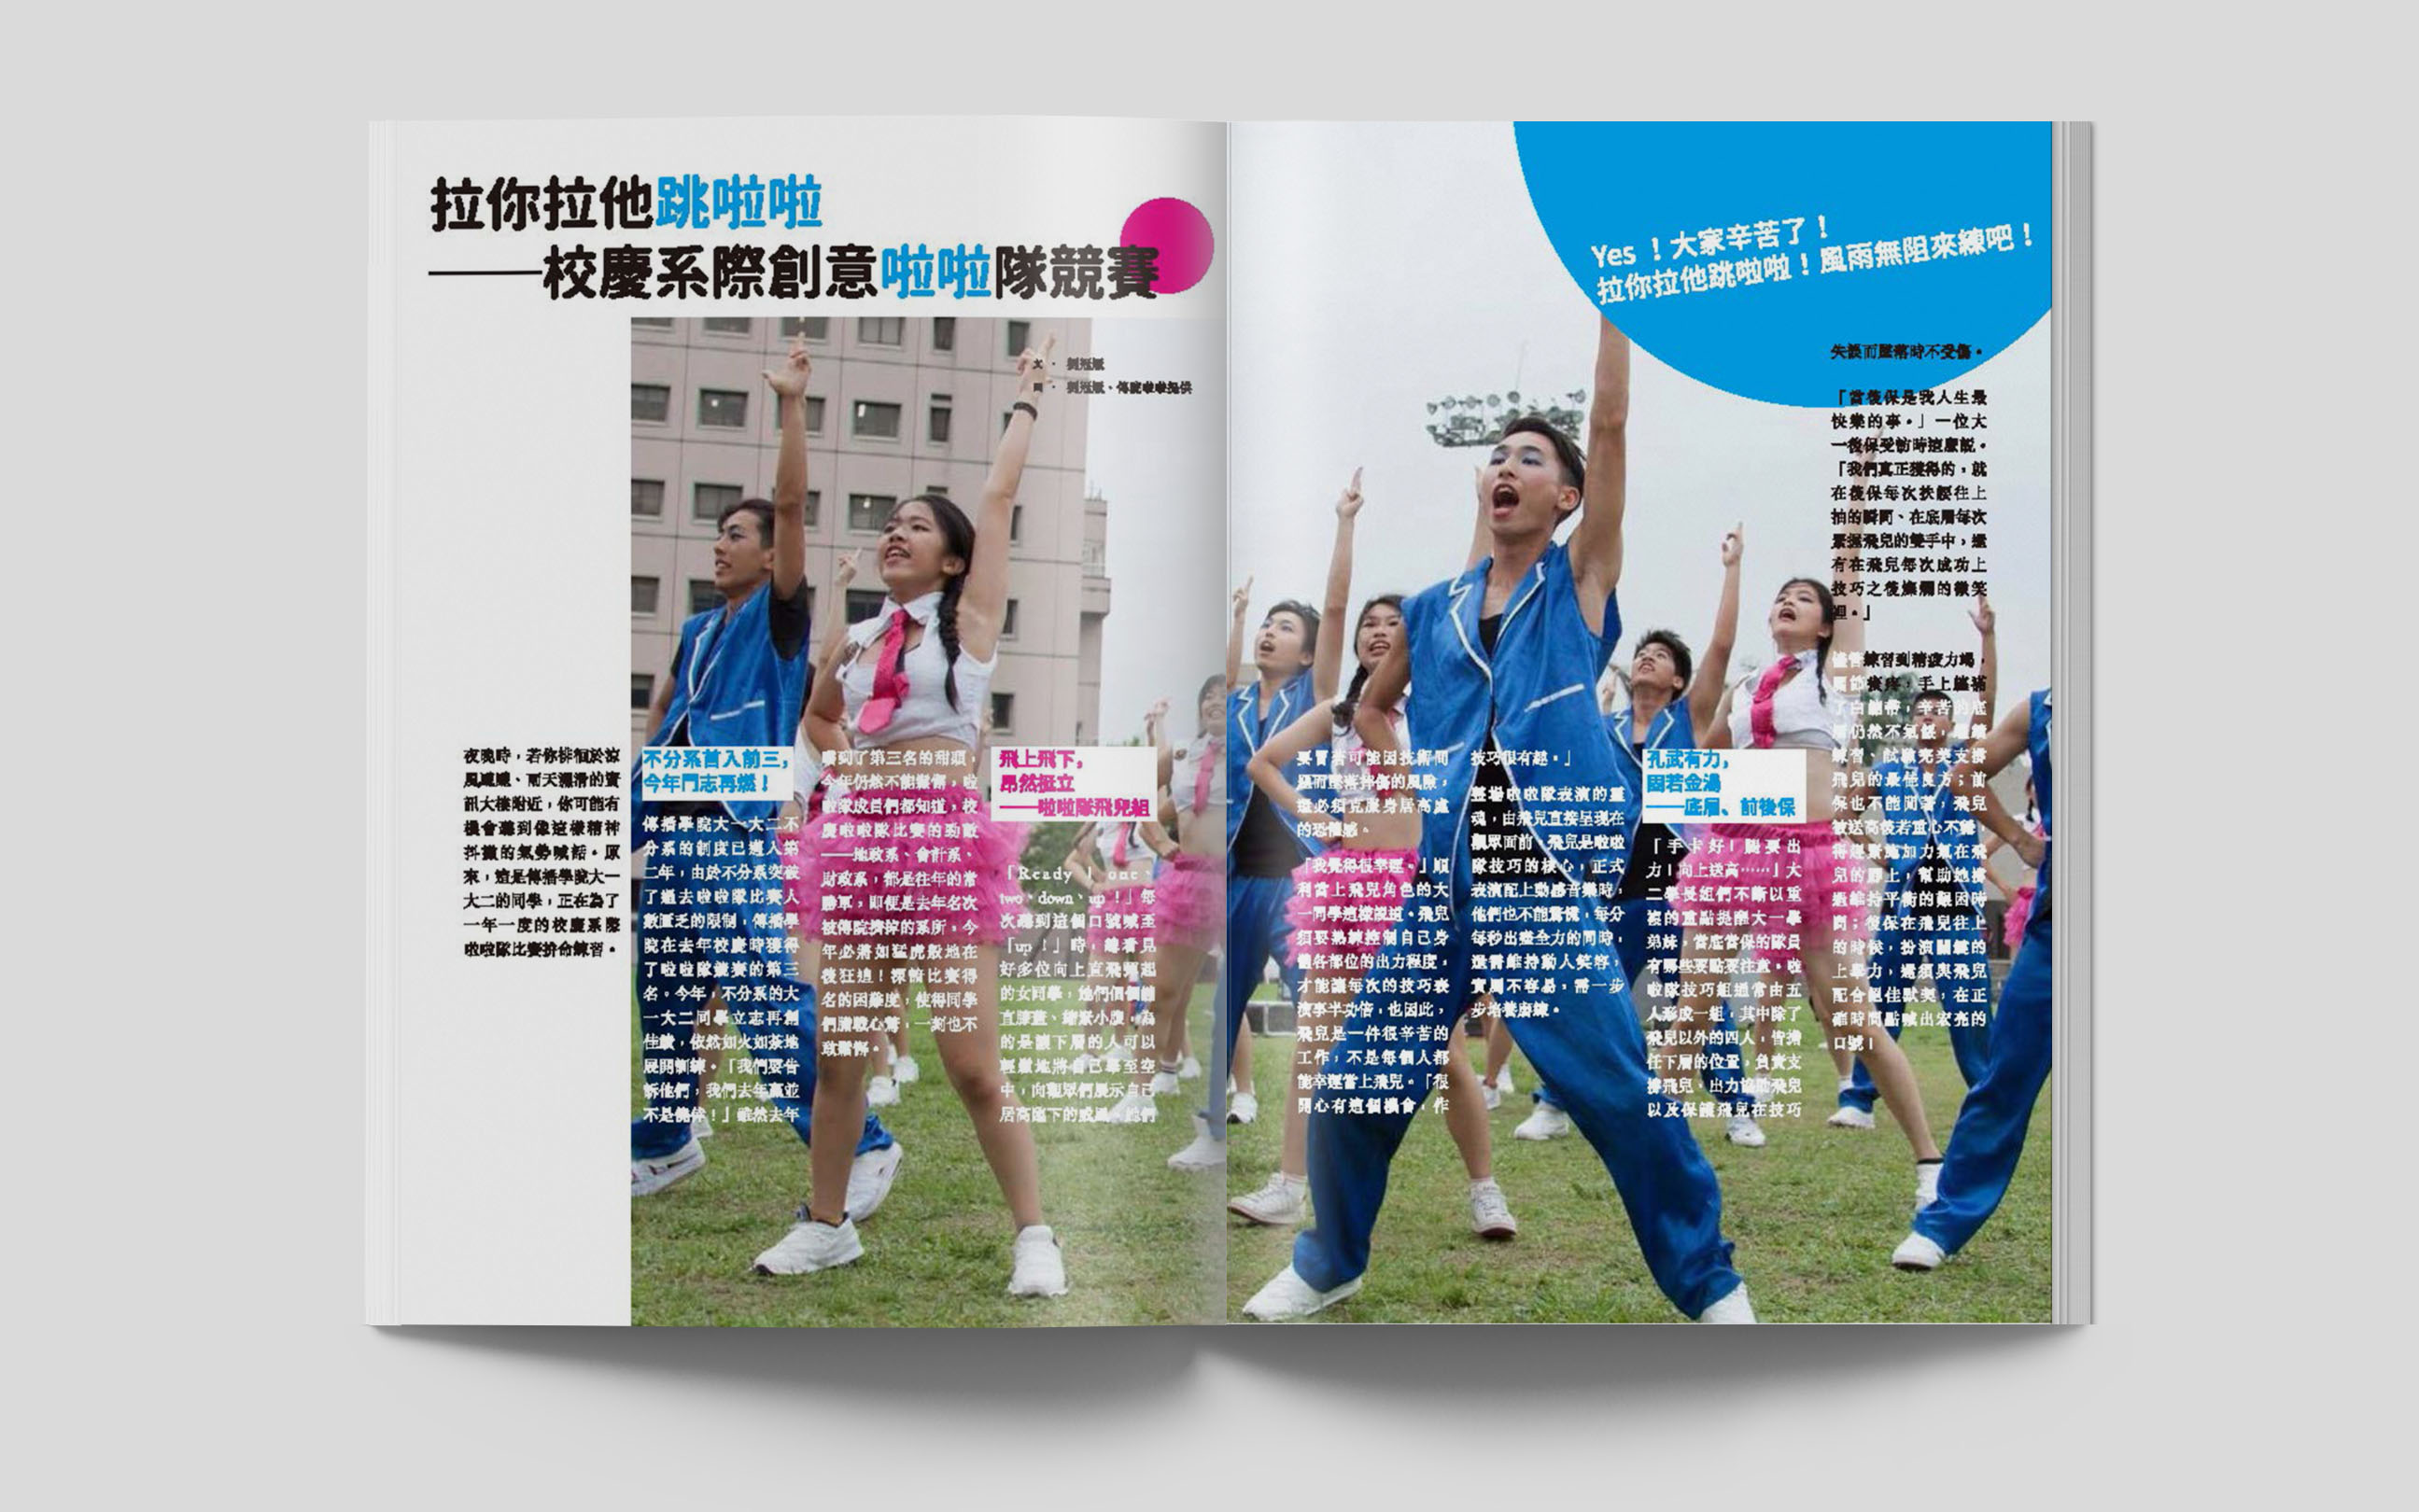 拉你拉他跳啦啦
——校慶系際創意啦啦隊競賽
夜晚時，若你徘徊於涼
風颼颼、雨天濕滑的資
訊大樓附近，你可能有
機會聽到像這樣精神
抖擻的氣勢喊話。原
來，這是傳播學院大一
大二的同學，正在為了
一年一度的校慶系際
啦啦隊比賽拚命練習。
不分系首入前三，
今年鬥志再燃！
傳播學院大一大二不
分系的制度已邁入第
二年，由於不分系突破
了過去啦啦隊比賽人
數匱乏的限制，傳播學
院在去年校慶時獲得
了啦啦隊競賽的第三
名。今年，不分系的大
一大二同學立志再創
佳績，依然如火如荼地
展開訓練。「我們要告
訴他們，我們去年贏並
不是僥倖！」雖然去年
嚐到了第三名的甜頭，
今年仍然不能鬆懈，啦
啦隊成員們都知道，校
慶啦啦隊比賽的勁敵
——地政系、會計系、
財政系，都是往年的常
勝軍，即便是去年名次
被傳院擠掉的系所，今
年必將如猛虎般地在
後狂追！深諳比賽得
名的困難度，使得同學
們膽戰心驚，一刻也不
敢鬆懈。
飛上飛下，
昂然挺立
——啦啦隊飛兒組
「Ready！one、
two、down、up！」每
次聽到這個口號喊至
「up！」時，總看見
好多位向上直飛而起
的女同學，她們個個繃
直膝蓋、縮緊小腹，為
的是讓下層的人可以
輕鬆地將自己舉至空
中，向觀眾們展示自己
居高臨下的威風。她們
要冒著可能因技術問
題而墜落摔傷的風險，
還必須克服身居高處
的恐懼感。
「我覺得很幸運。」順
利當上飛兒角色的大
一同學這樣說道。飛兒
須要熟練控制自己身
體各部位的出力程度，
才能讓每次的技巧表
演事半功倍，也因此，
飛兒是一件很辛苦的
工作，不是每個人都
能幸運當上飛兒。「很
開心有這個機會，作
技巧很有趣。」
整場啦啦隊表演的靈
魂，由飛兒直接呈現在
觀眾面前，飛兒是啦啦
隊技巧的核心，正式
表演配上動感音樂時，
他們也不能驚慌，每分
每秒出盡全力的同時，
還需維持動人笑容，
實屬不容易，需一步
步培養磨練。
孔武有力，
固若金湯
——底層、前後保
「手卡好！腿要出
力！向上送高……」大
二學長姐們不斷以重
複的重點提醒大一學
弟妹，當底當保的隊員
有哪些要點要注意。啦
啦隊技巧組通常由五
人形成一組，其中除了
飛兒以外的四人，皆擔
任下層的位置，負責支
撐飛兒、出力協助飛兒
以及保護飛兒在技巧
Yes ！大家辛苦了！
拉你拉他跳啦啦！風雨無阻來練吧！
失誤而墜落時不受傷。
「當後保是我人生最
快樂的事。」一位大
一後保受訪時這麼說。
「我們真正獲得的，就
在後保每次扶腰往上
抽的瞬間、在底層每次
緊握飛兒的雙手中，還
有在飛兒每次成功上
技巧之後燦爛的微笑
裡。」
儘管練習到精疲力竭，
痠疼，手上纏滿
了白繃帶，辛苦的底
層仍然不氣餒，繼續
練習、試驗完美支撐
飛兒的最佳良方；前
保也不能閒著，飛兒
被送高後若重心不穩，
得趕緊施加力氣在飛
兒的腳上，幫助她撐
過維持平衡的艱困時
間；後保在飛兒往上
的時候，扮演關鍵的
上舉力，還須與飛兒
配合絕佳默契，在正
確時間點喊出宏亮的
口號！